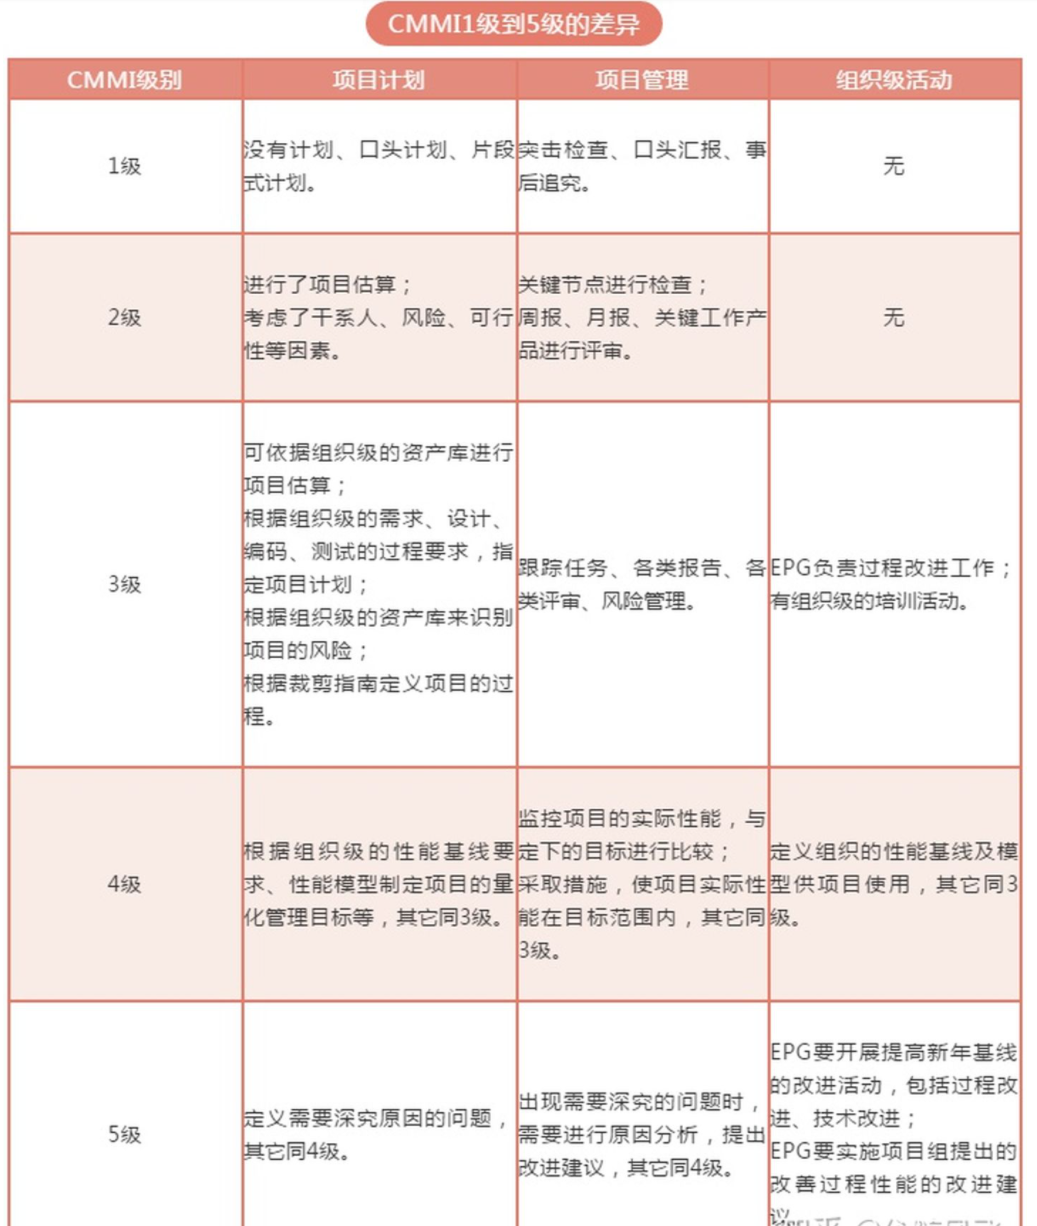 CMMI1级到5级的差异
CMMI级别
项目计划
项目管理
组织级活动
1级
没有计划、口头计划、片段
式计划。
突击检查、口头汇报、事
后追究。
无
2级
进行了项目估算；
考虑了干系人、风险、可行
性等因素。
关键节点进行检查；
周报、月报、关键工作产
品进行评审。
无
3级
可依据组织级的资产库进行
项目估算；
根据组织级的需求、设计、
编码、测试的过程要求，指
定项目计划；
根据组织级的资产库来识别
项目的风险；
根据裁剪指南定义项目的过
程。
跟踪任务、各类报告、各
类评审、风险管理。
EPG负责过程改进工作；
有组织级的培训活动。
4级
根据组织级的性能基线要
求、性能模型制定项目的量
化管理目标等，其它同3级。
监控项目的实际性能，与
定下的目标进行比较；
采取措施，使项目实际性
能在目标范围内，其它同
3级。
定义组织的性能基线及模
型供项目使用，其它同3
级。
5级
定义需要深究原因的问题，
其它同4级。
出现需要深究的问题时，
需要进行原因分析，提出
改进建议，其它同4级。
EPG要开展提高新年基线
的改进活动，包括过程改
进、技术改进；
EPG要实施项目组提出的
改善过程性能的改进建
议